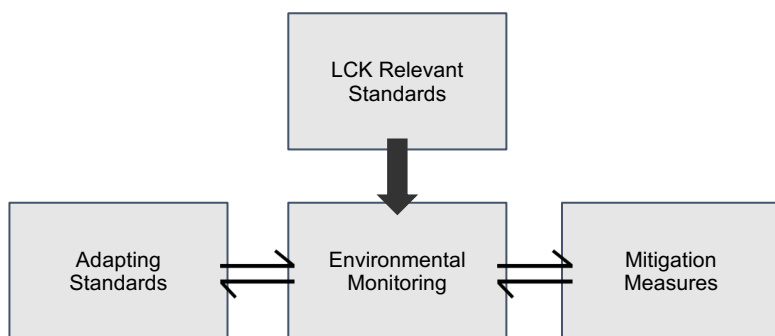 LCK Relevant
Standards
Adapting
Standards
Environmental
Monitoring
Mitigation
Measures